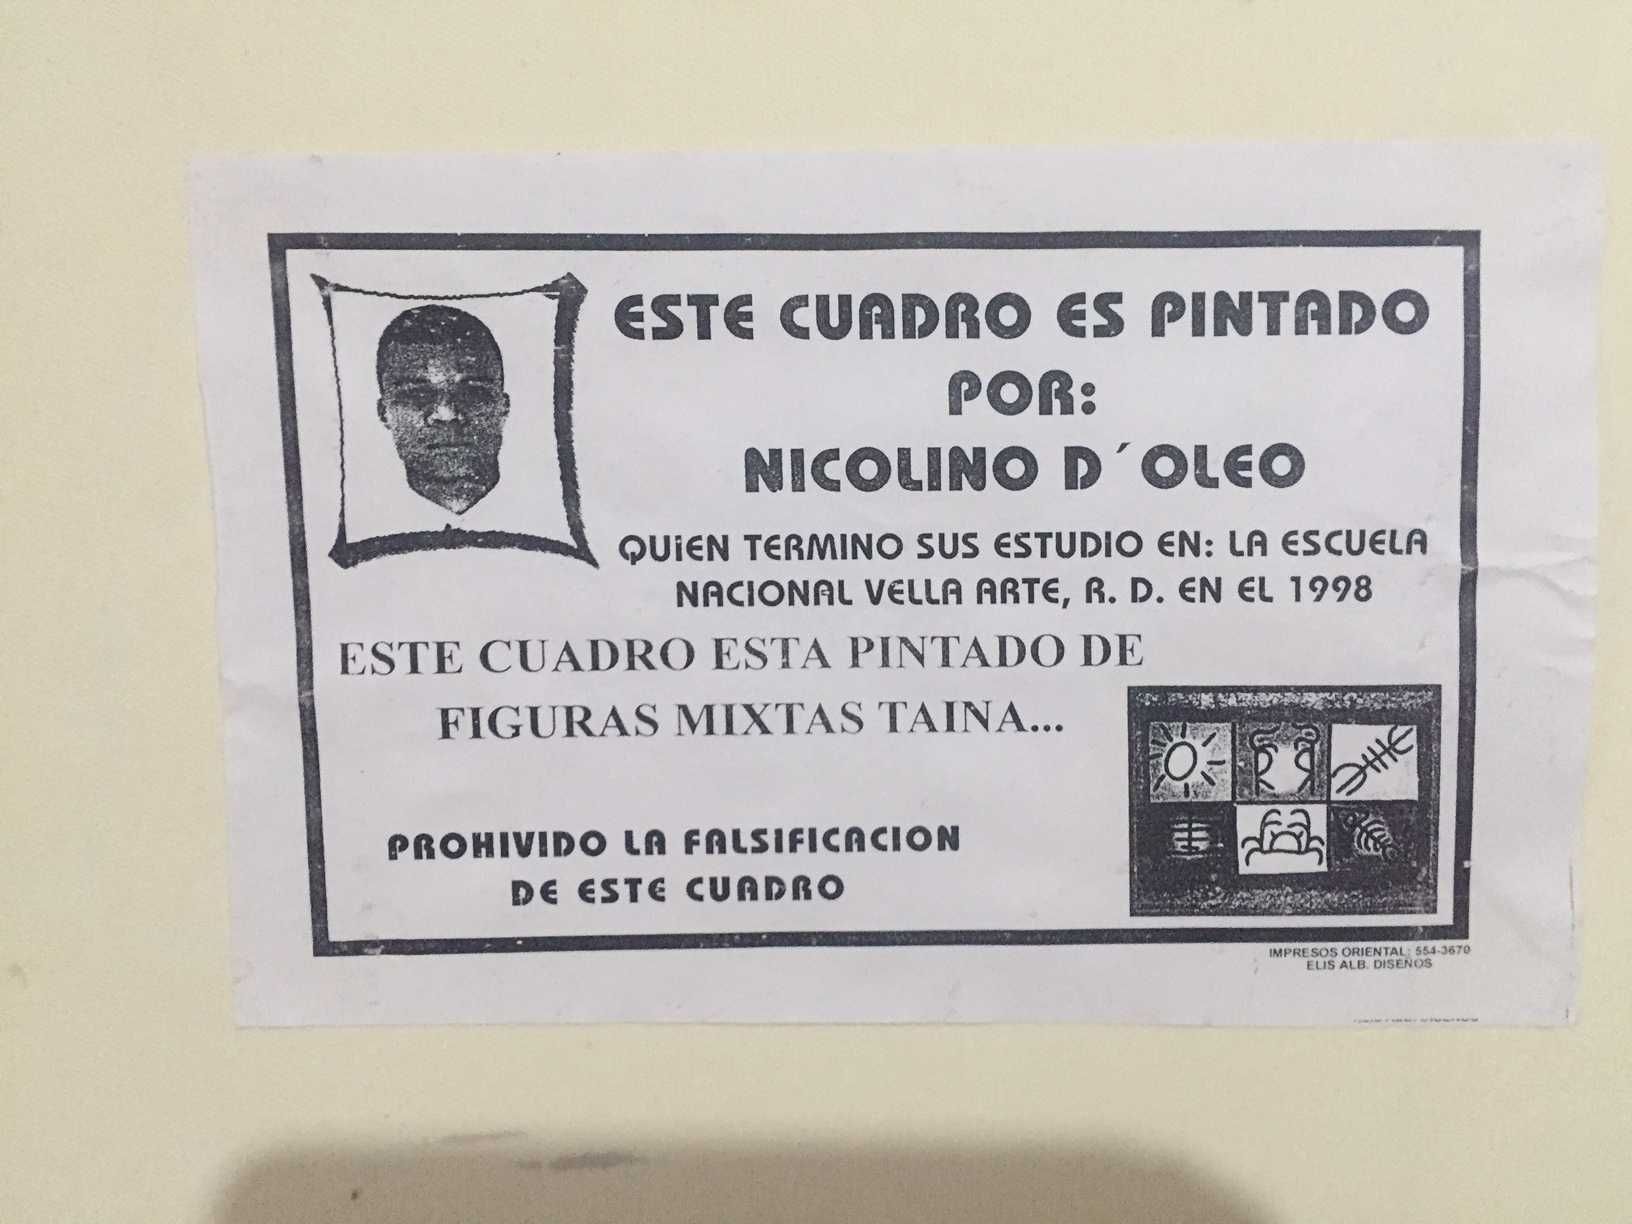 ESTE CUADRO ES PINTADO
POR:
NICOLINO D´OLEO
QUiEN TERMINO SUS ESTUDIO EN: LA ESCUELA
NACIONAL VELLA ARTE, R. D. EN EL 1998
ESTE CUADRO ESTA PINTADO DE
FIGURAS MIXTAS TAINA...
PROHIVIDO LA FALSIFICACION
DE ESTE CUADRO
IMPRESOS ORIENTAL: 554-3670
ELIS ALB. DISEÑOS